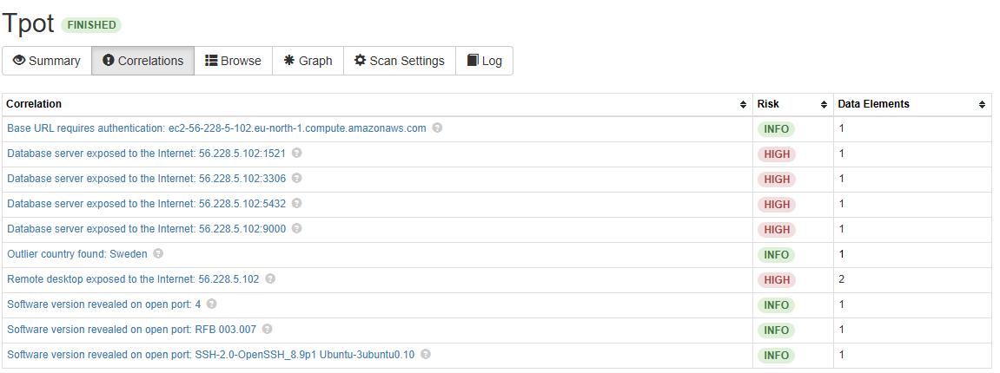 Tpot FINISHED
Summary Correlations Browse Graph Scan Settings Log
Correlation Risk Data Elements
Base URL requires authentication: ec2-56-228-5-102.eu-north-1.compute.amazonaws.com INFO 1
Database server exposed to the Internet: 56.228.5.102:1521 HIGH 1
Database server exposed to the Internet: 56.228.5.102:3306 HIGH 1
Database server exposed to the Internet: 56.228.5.102:5432 HIGH 1
Database server exposed to the Internet: 56.228.5.102:9000 HIGH 1
Outlier country found: Sweden INFO 1
Remote desktop exposed to the Internet: 56.228.5.102 HIGH 2
Software version revealed on open port: 4 INFO 1
Software version revealed on open port: RFB 003.007 INFO 1
Software version revealed on open port: SSH-2.0-OpenSSH_8.9p1 Ubuntu-3ubuntu0.10 INFO 1